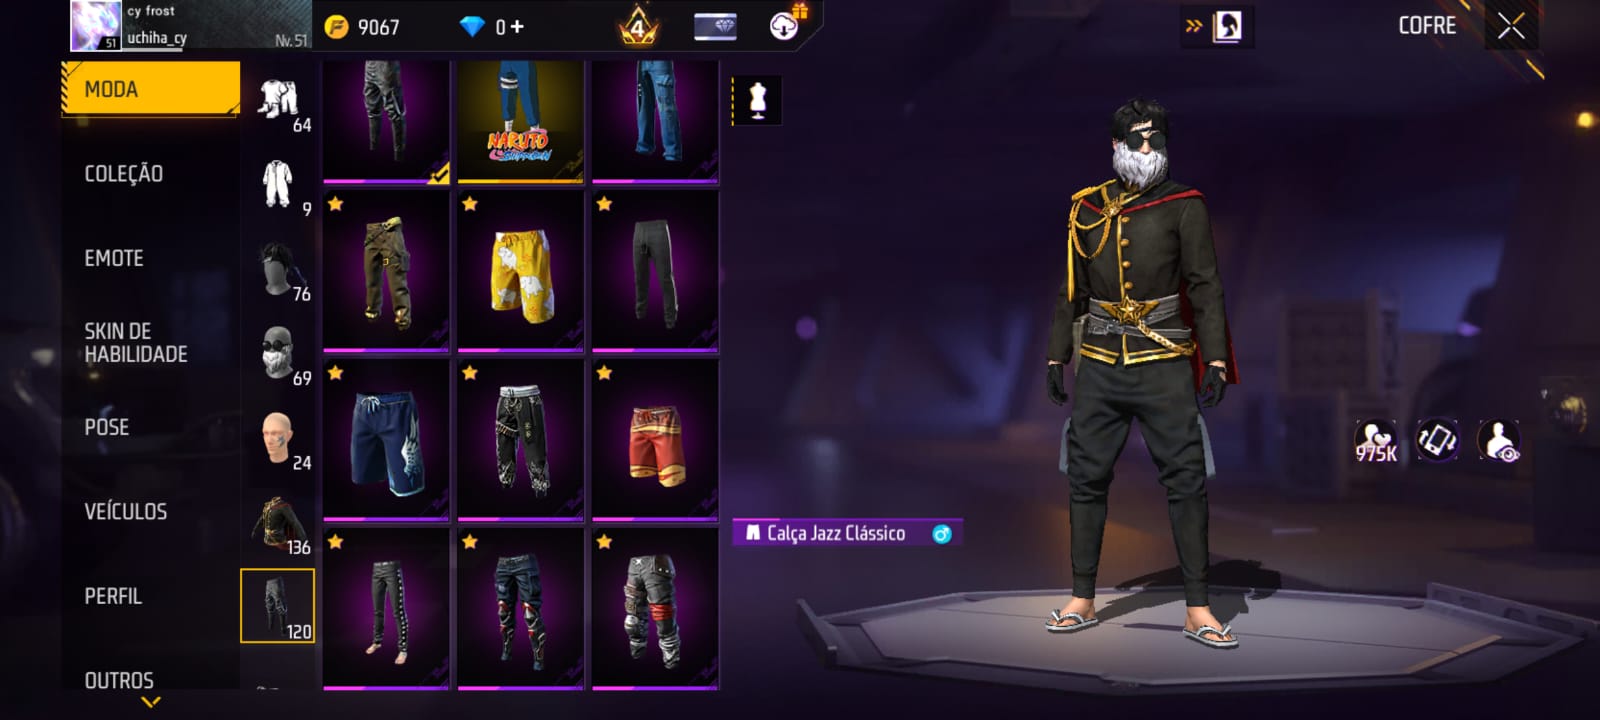 cy frost
uchiha_cy
51
Nv.51
9067
0+
4
COFRE
MODA
COLEÇÃO
EMOTE
SKIN DE
HABILIDADE
POSE
VEÍCULOS
PERFIL
OUTROS
64
9
76
69
24
136
120
NARUTO
SHIPPUDEN
975K
Calça Jazz Clássico